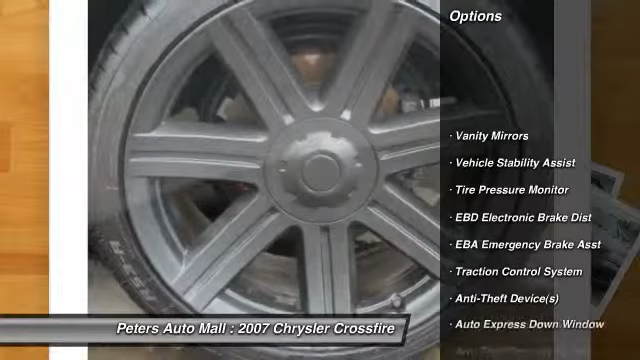 Options
· Vanity Mirrors
· Vehicle Stability Assist
· Tire Pressure Monitor
· EBD Electronic Brake Dist
· EBA Emergency Brake Asst
· Traction Control System
· Anti-Theft Device(s)
· Auto Express Down Window
Peters Auto Mall : 2007 Chrysler Crossfire